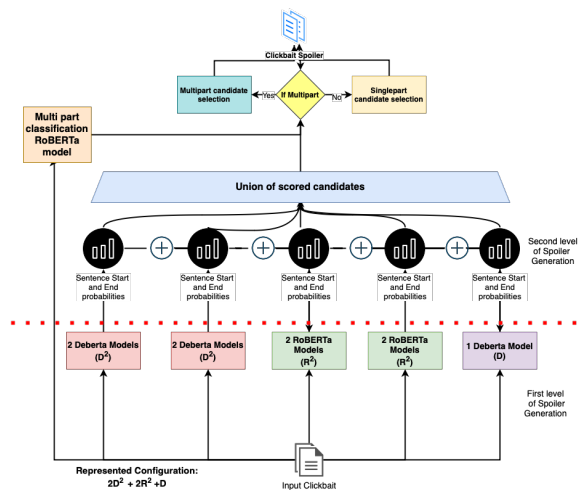 Clickbait Spoiler
Multipart candidate
selection
Yes
If Multipart
No
Singlepart
candidate selection
Multi part
classification
RoBERTa
model
Union of scored candidates
Second level
of Spoiler
Generation
Sentence Start
and End
probabilities
Sentence Start
and End
probabilities
Sentence Start
and End
probabilities
Sentence Start
and End
probabilities
Sentence Start
and End
probabilities
2 Deberta Models
(D²)
2 Deberta Models
(D²)
2 RoBERTa
Models
(R²)
2 RoBERTa
Models
(R²)
1 Deberta Model
(D)
First level
of Spoiler
Generation
Represented Configuration:
2D² + 2R² +D
Input Clickbait